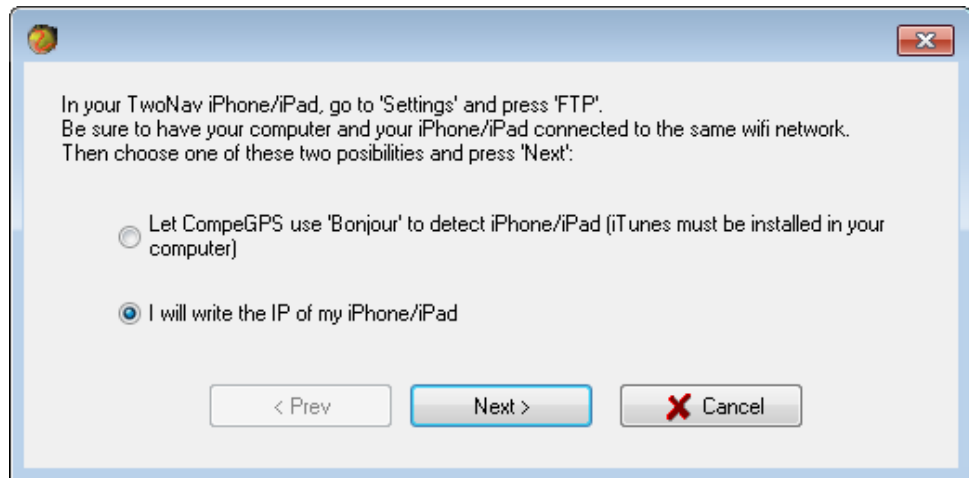 In your TwoNav iPhone/iPad, go to 'Settings' and press 'FTP'.
Be sure to have your computer and your iPhone/iPad connected to the same wifi network.
Then choose one of these two posibilities and press 'Next':
Let CompeGPS use 'Bonjour' to detect iPhone/iPad (iTunes must be installed in your
computer)
I will write the IP of my iPhone/iPad
< Prev
Next >
Cancel